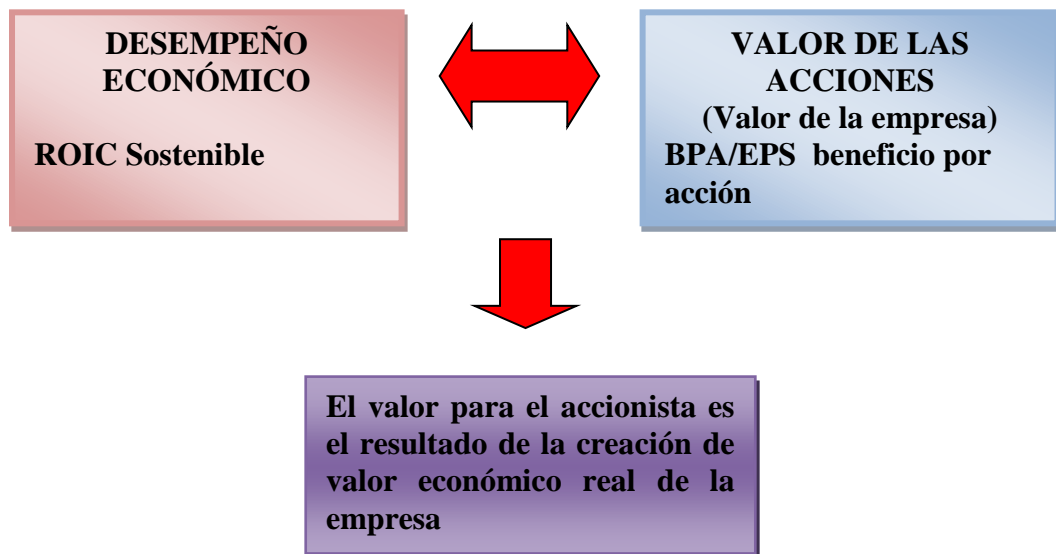 DESEMPEÑO
ECONÓMICO
ROIC Sostenible
VALOR DE LAS
ACCIONES
(Valor de la empresa)
BPA/EPS beneficio por
acción
El valor para el accionista es
el resultado de la creación de
valor económico real de la
empresa